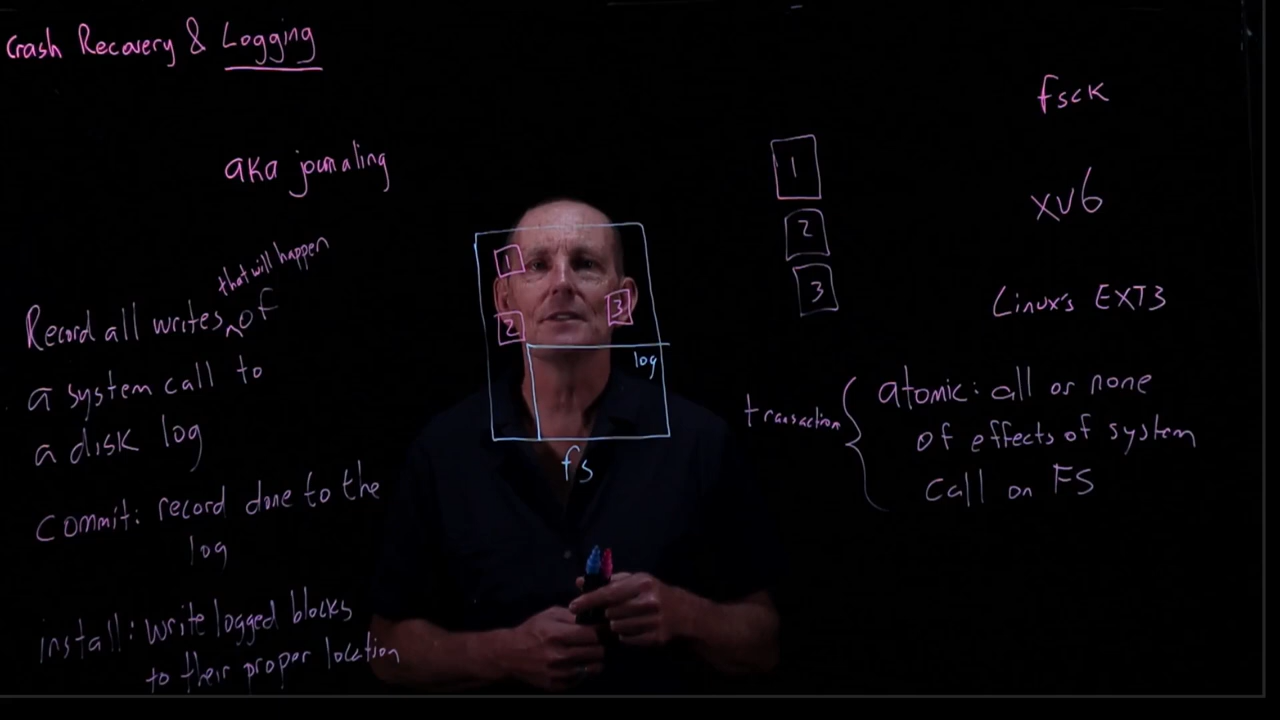 Crash Recovery & Logging
aka journaling
that will happen
Record all writes ^ of
a system call to
a disk log
Commit: record done to the
log
install: write logged blocks
to their proper location
1
2
3
log
fs
1
2
3
fsck
xv6
Linux's EXT3
transaction
atomic: all or none
of effects of system
call on FS